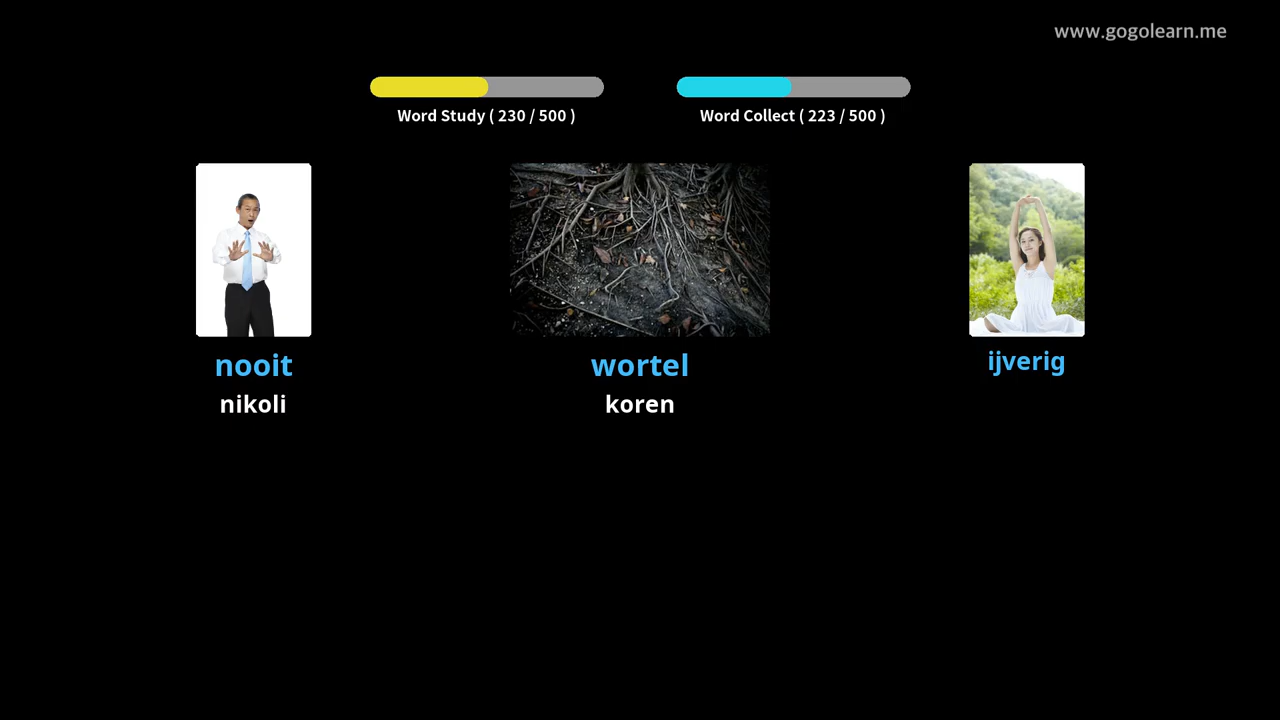 www.gogolearn.me
Word Study ( 230 / 500 )
Word Collect ( 223 / 500 )
nooit
wortel
ijverig
nikoli
koren